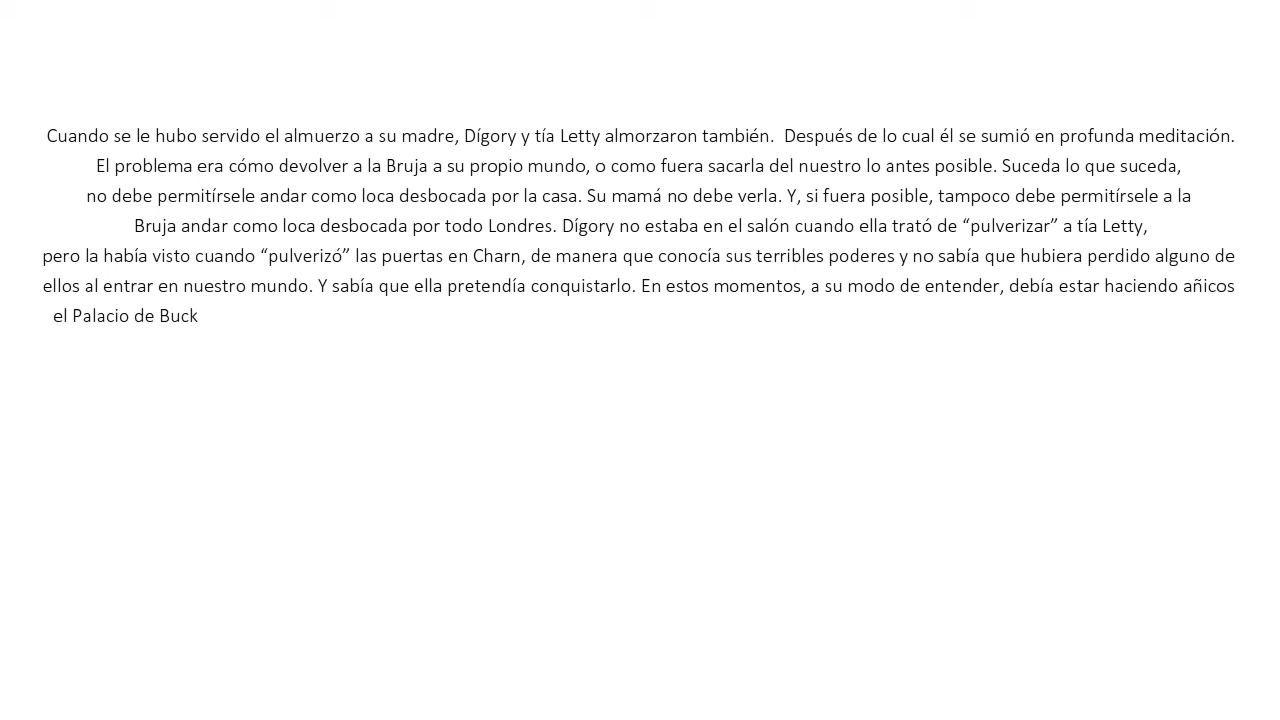 Cuando se le hubo servido el almuerzo a su madre, Dígory y tía Letty almorzaron también.  Después de lo cual él se sumió en profunda meditación.
El problema era cómo devolver a la Bruja a su propio mundo, o como fuera sacarla del nuestro lo antes posible. Suceda lo que suceda,
no debe permitírsele andar como loca desbocada por la casa. Su mamá no debe verla. Y, si fuera posible, tampoco debe permitírsele a la
Bruja andar como loca desbocada por todo Londres. Dígory no estaba en el salón cuando ella trató de “pulverizar” a tía Letty,
pero la había visto cuando “pulverizó” las puertas en Charn, de manera que conocía sus terribles poderes y no sabía que hubiera perdido alguno de
ellos al entrar en nuestro mundo. Y sabía que ella pretendía conquistarlo. En estos momentos, a su modo de entender, debía estar haciendo añicos
el Palacio de Buck